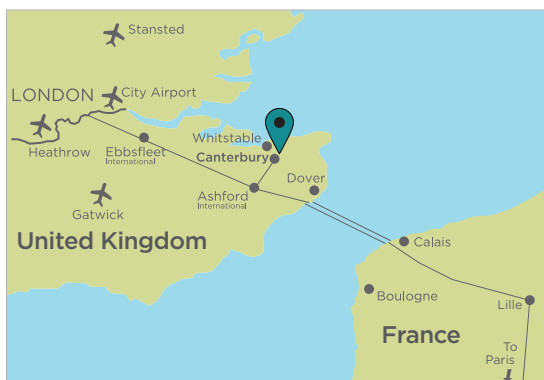 Stansted
LONDON
City Airport
Heathrow
Ebbsfleet
International
Whitstable
Canterbury
Dover
Ashford
International
Gatwick
United Kingdom
Calais
Boulogne
Lille
France
To
Paris